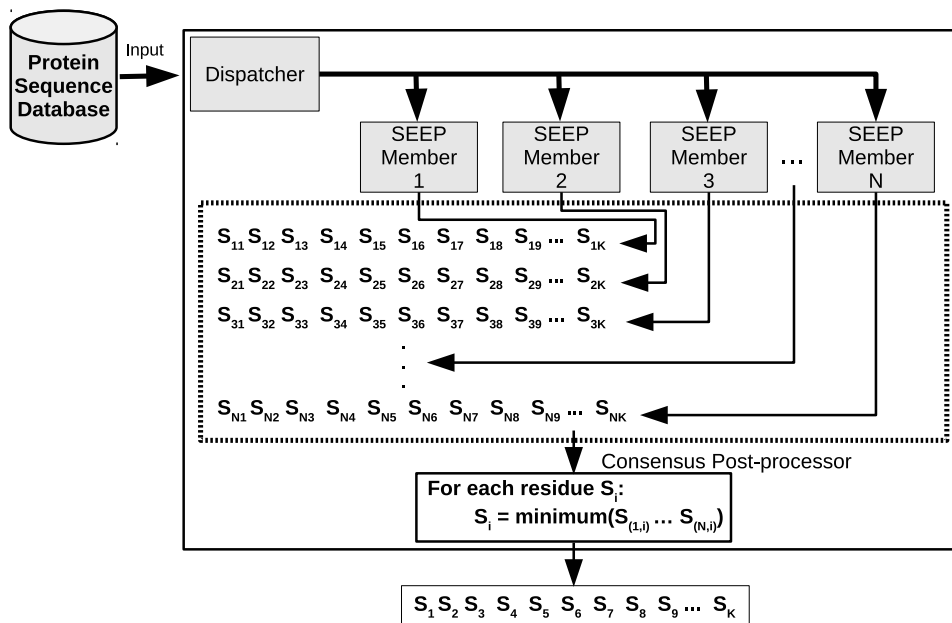 Protein
Sequence
Database
Input
Dispatcher
SEEP
Member
1
SEEP
Member
2
SEEP
Member
3
...
SEEP
Member
N
S11 S12 S13 S14 S15 S16 S17 S18 S19 ... S1K
S21 S22 S23 S24 S25 S26 S27 S28 S29 ... S2K
S31 S32 S33 S34 S35 S36 S37 S38 S39 ... S3K
.
.
.
SN1 SN2 SN3 SN4 SN5 SN6 SN7 SN8 SN9 ... SNK
Consensus Post-processor
For each residue Si:
Si = minimum(S(1,i) ... S(N,i))
S1 S2 S3 S4 S5 S6 S7 S8 S9 ... SK